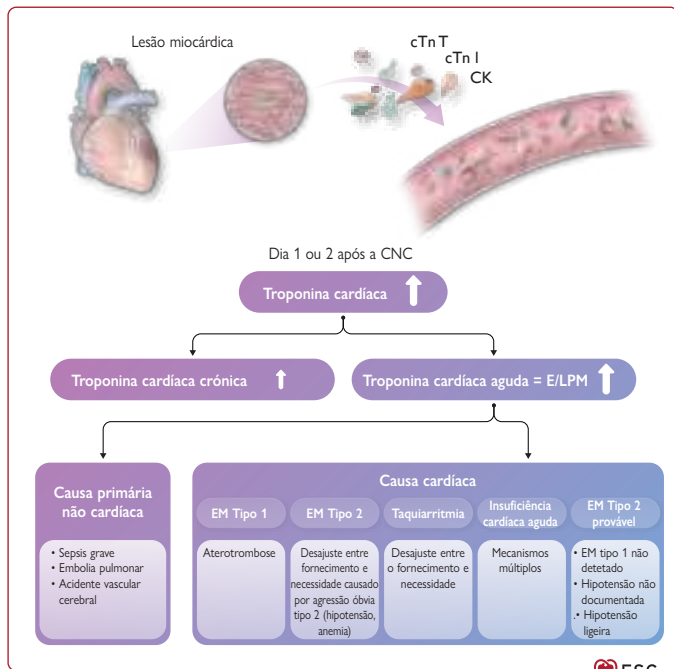 Lesão miocárdica
cTn T
cTn I
CK
Dia 1 ou 2 após a CNC
Troponina cardíaca
Troponina cardíaca crónica
Troponina cardíaca aguda = E/LPM
Causa primária
não cardíaca
• Sepsis grave
• Embolia pulmonar
• Acidente vascular
cerebral
Causa cardíaca
EM Tipo 1
Aterotrombose
EM Tipo 2
Desajuste entre
fornecimento e
necessidade causado
por agressão óbvia
tipo 2 (hipotensão,
anemia)
Taquiarritmia
Desajuste entre
o fornecimento e
necessidade
Insuficiência
cardíaca aguda
Mecanismos
múltiplos
EM Tipo 2
provável
• EM tipo 1 não
detetado
• Hipotensão não
documentada
.• Hipotensão
ligeira
ESC